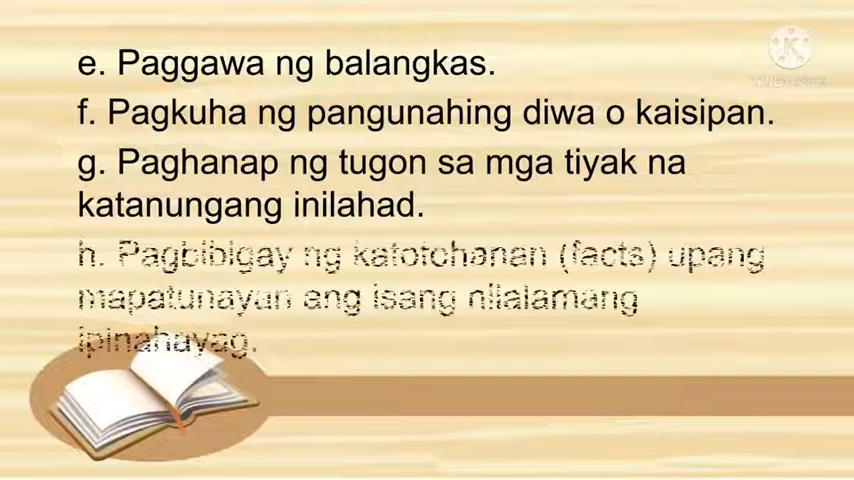 e. Paggawa ng balangkas.
f. Pagkuha ng pangunahing diwa o kaisipan.
g. Paghanap ng tugon sa mga tiyak na
katanungang inilahad.
h. Pagbibigay ng katotohanan (facts) upang
mapatunayan ang isang nilalamang
ipinahayag.
K